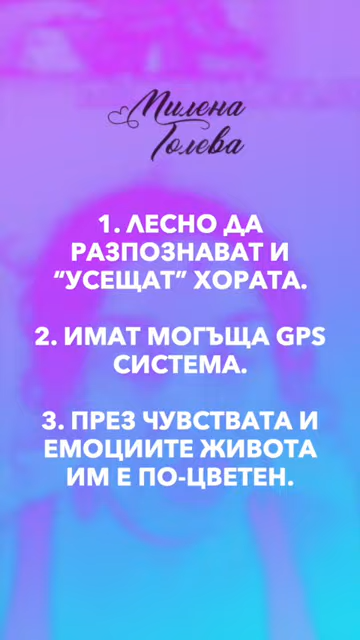 Милена
Голева
1. ЛЕСНО ДА
РАЗПОЗНАВАТ И
“УСЕЩАТ” ХОРАТА.
2. ИМАТ МОГЪЩА GPS
СИСТЕМА.
3. ПРЕЗ ЧУВСТВАТА И
ЕМОЦИИТЕ ЖИВОТА
ИМ Е ПО-ЦВЕТЕН.